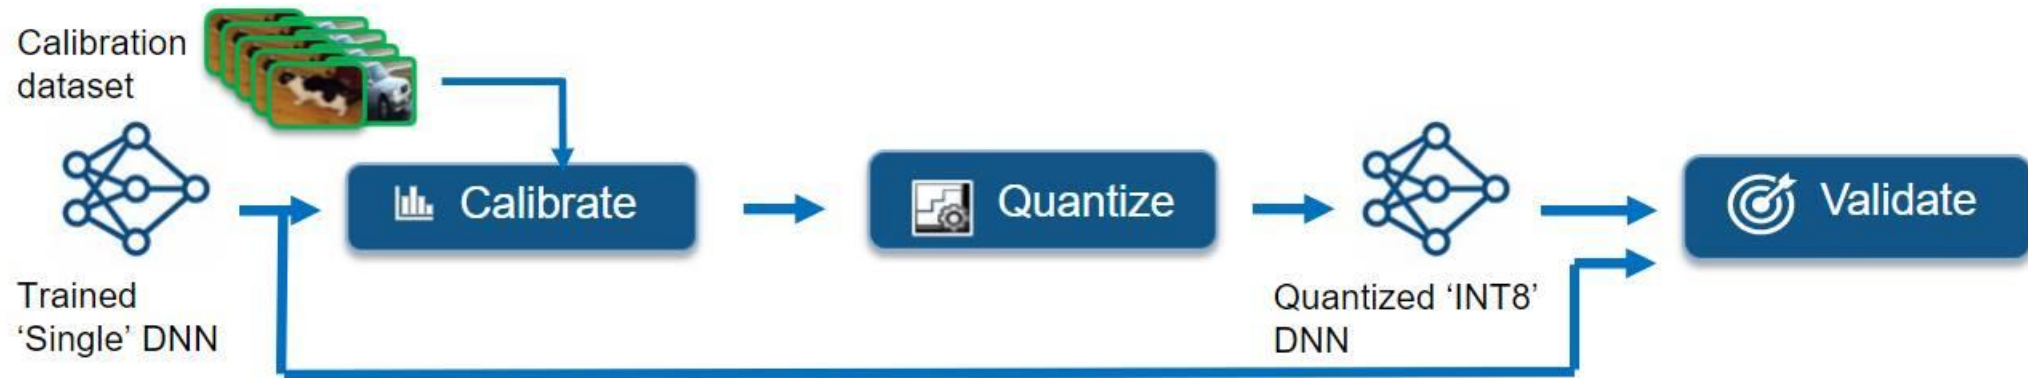 Calibration
dataset
Trained
‘Single’ DNN
Calibrate
Quantize
Quantized ‘INT8’
DNN
Validate